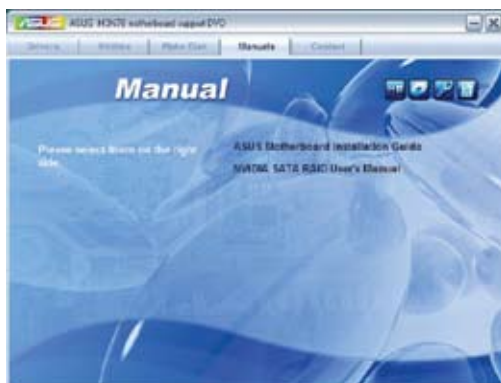 ASUS M3N78 motherboard support DVD
Drivers Utilities Make Disk Manuals Contact
Manual
Please select items on the right side.
ASUS Motherboard Installation Guide
NVIDIA SATA RAID User's Manual